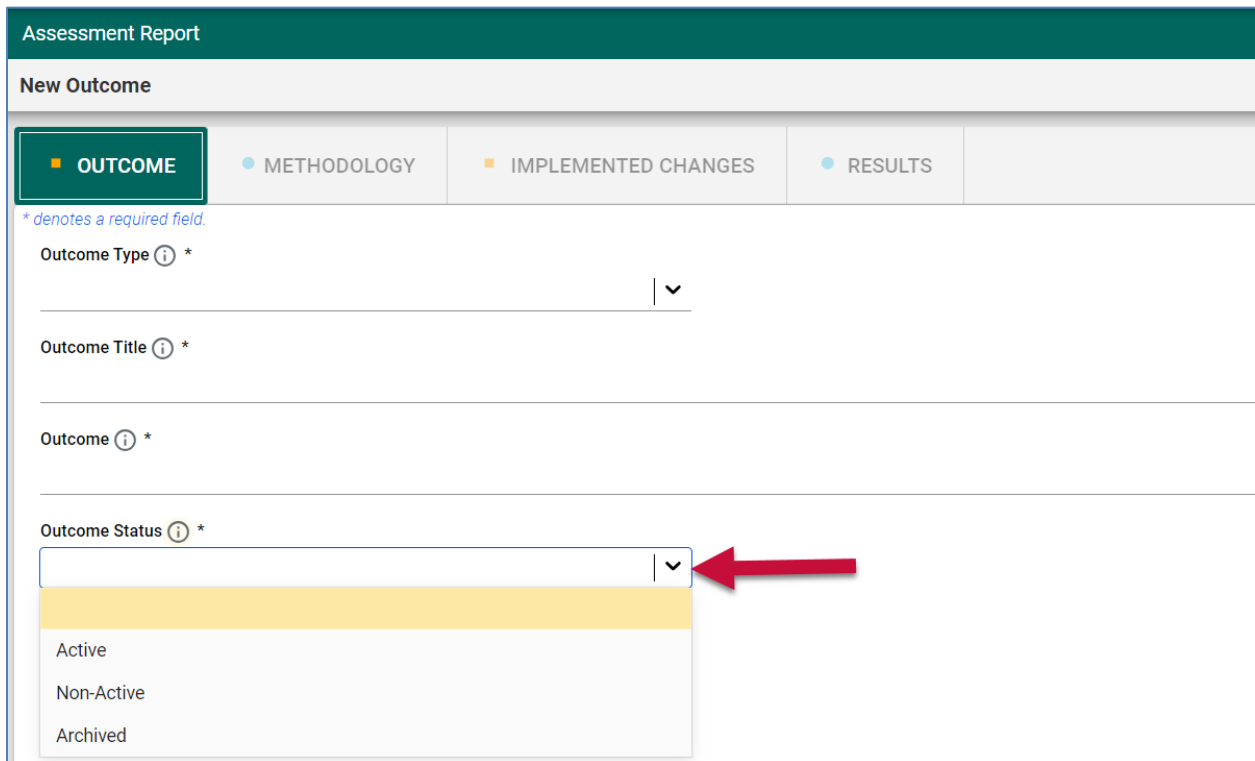 Assessment Report
New Outcome
OUTCOME METHODOLOGY IMPLEMENTED CHANGES RESULTS
* denotes a required field.
Outcome Type *
Outcome Title *
Outcome *
Outcome Status *
Active
Non-Active
Archived